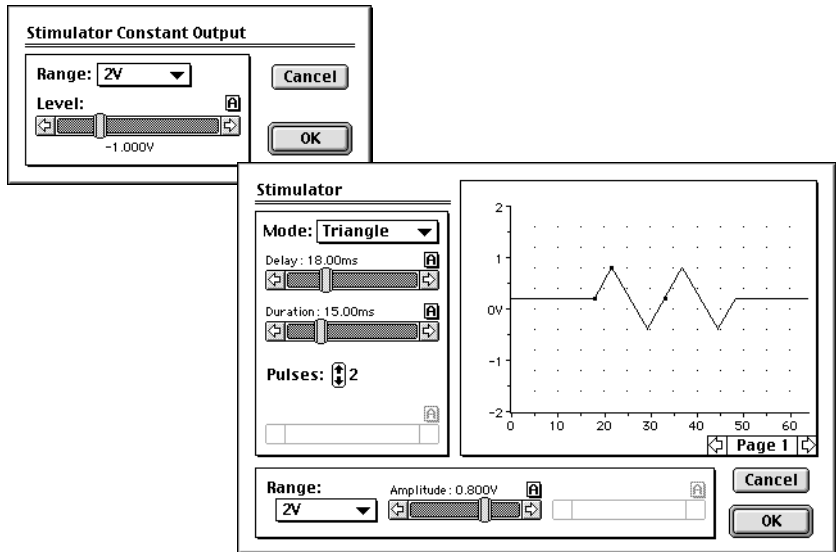 Stimulator Constant Output
Range: 2V
Cancel
Level:
A
-1.000V
OK
Stimulator
Mode: Triangle
Delay: 18.00ms
A
Duration: 15.00ms
A
Pulses: 2
A
2
1
0V
-1
-2
0 10 20 30 40 50 60
Page 1
Range:
2V
Amplitude: 0.800V
A
A
Cancel
OK